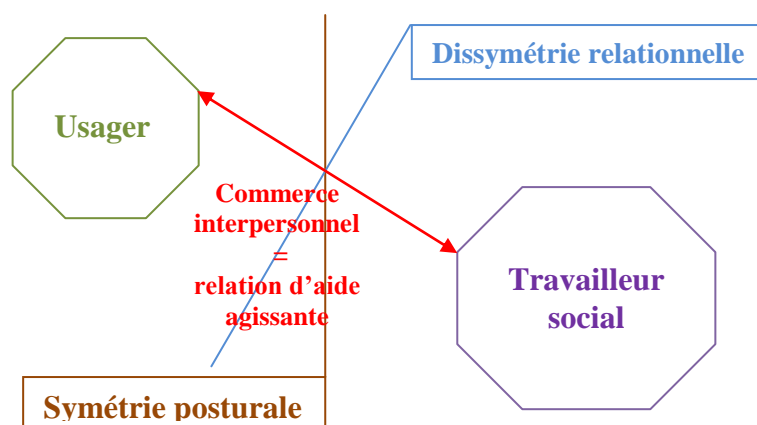 Dissymétrie relationnelle
Usager
Commerce
interpersonnel
=
relation d’aide
agissante
Travailleur
social
Symétrie posturale